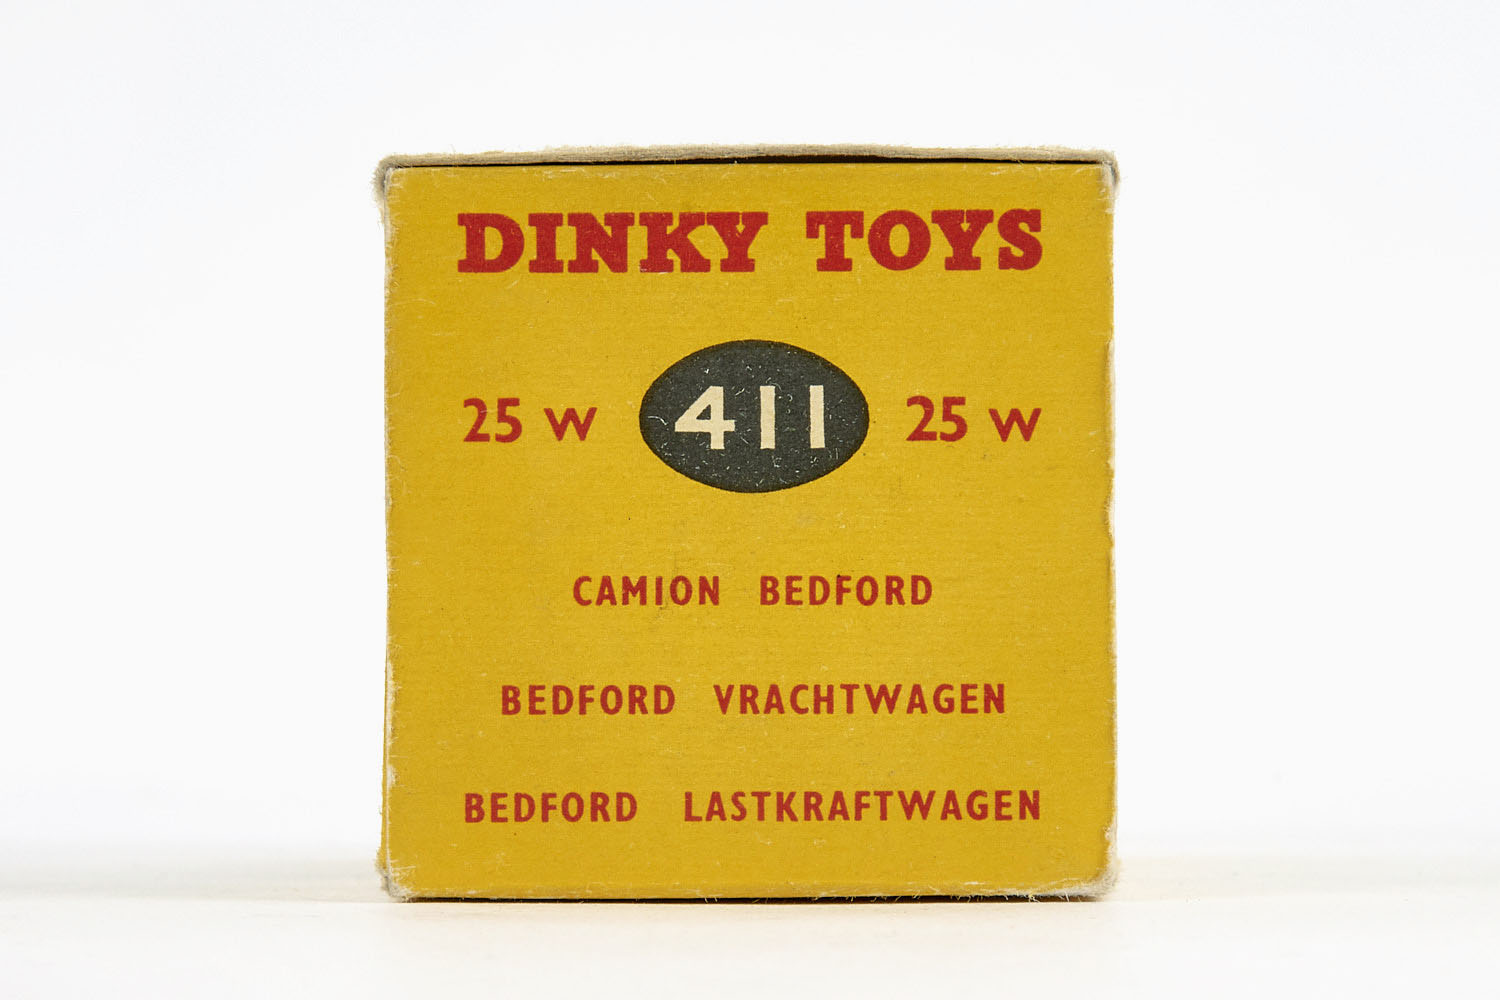 DINKY TOYS
25 W 411 25 W
CAMION BEDFORD
BEDFORD VRACHTWAGEN
BEDFORD LASTKRAFTWAGEN